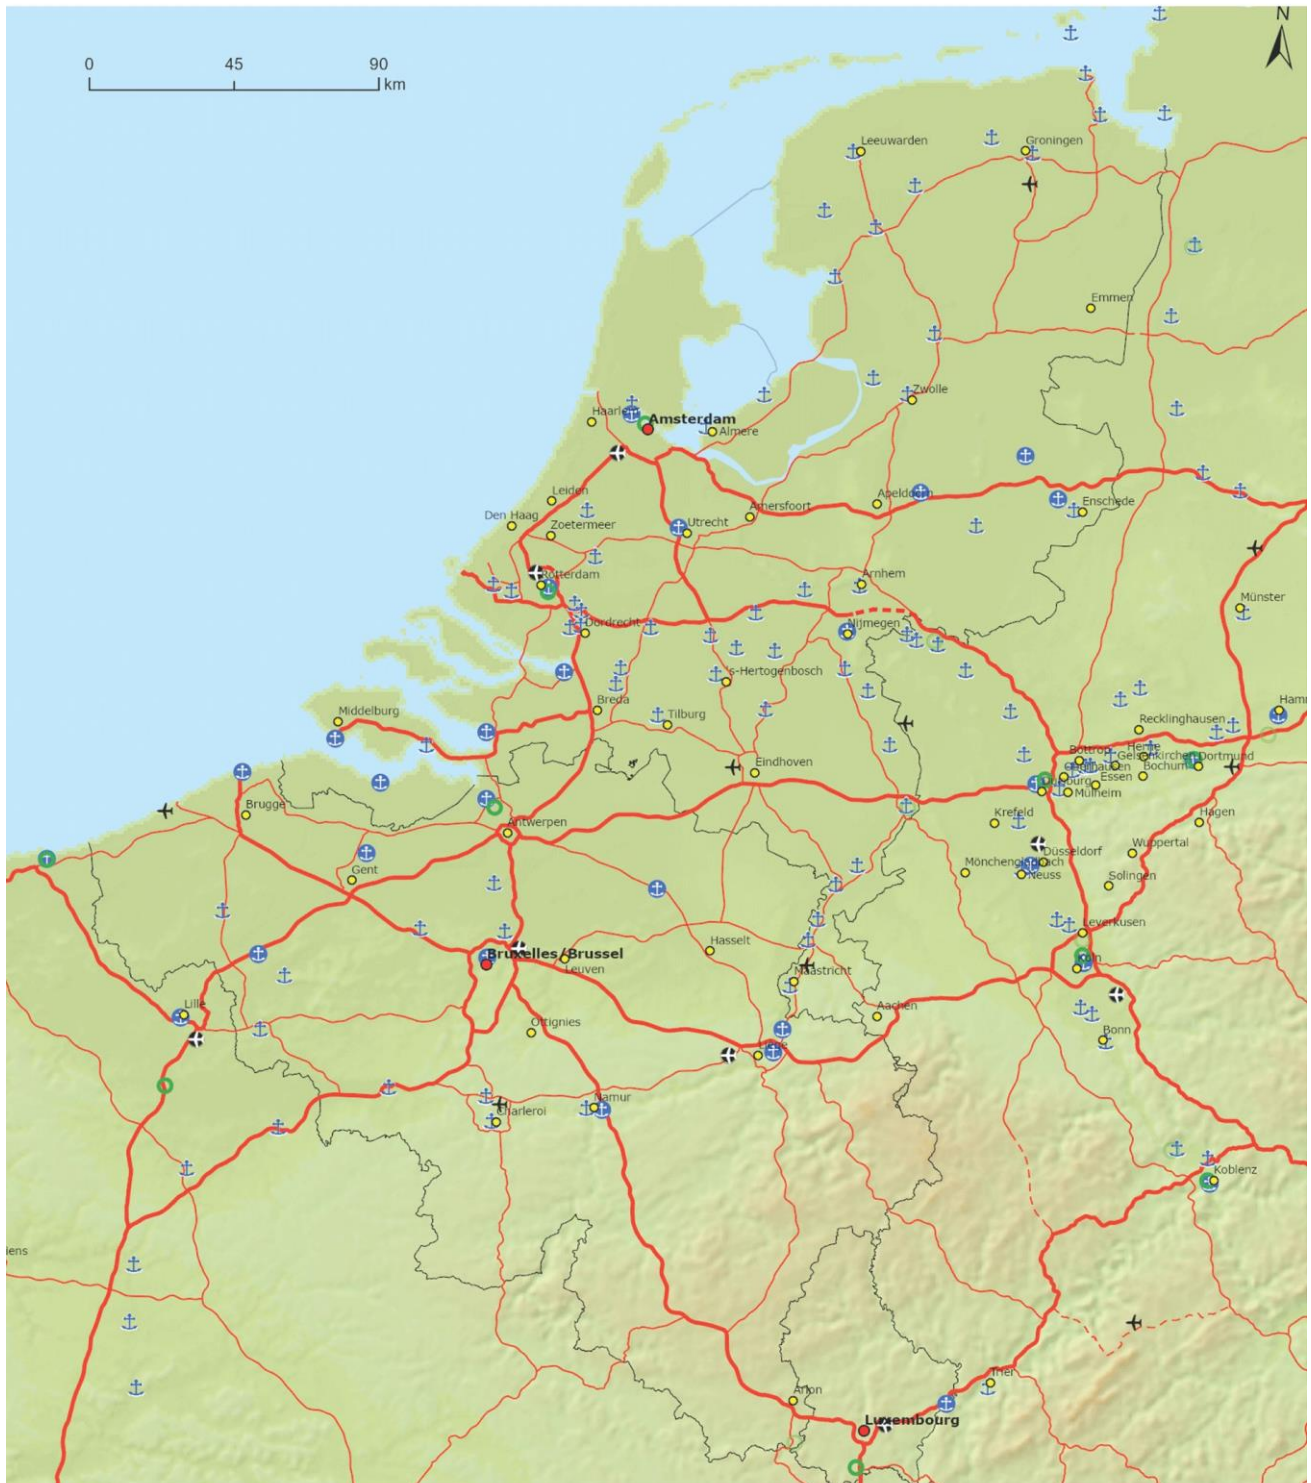 N
0 45 90
km
Leeuwarden
Groningen
Emmen
Zwolle
Amsterdam
Almere
Leiden
Den Haag
Zoetermeer
Utrecht
Amersfoort
Apeldoorn
Enschede
Rotterdam
Arnhem
Münster
Dordrecht
Nijmegen
's-Hertogenbosch
Breda
Tilburg
Middelburg
Eindhoven
Recklinghausen
Bottrop
Herne
Gelsenkirchen
Dortmund
Bochum
Essen
Mülheim
Brugge
Antwerpen
Krefeld
Hagen
Gent
Mönchengladbach
Düsseldorf
Neuss
Wuppertal
Solingen
Leverkusen
Bruxelles/Brussel
Leuven
Hasselt
Maastricht
Köln
Lille
Ottignies
Aachen
Bonn
Charleroi
Namur
Koblenz
iens
Arlon
Trier
Luxembourg